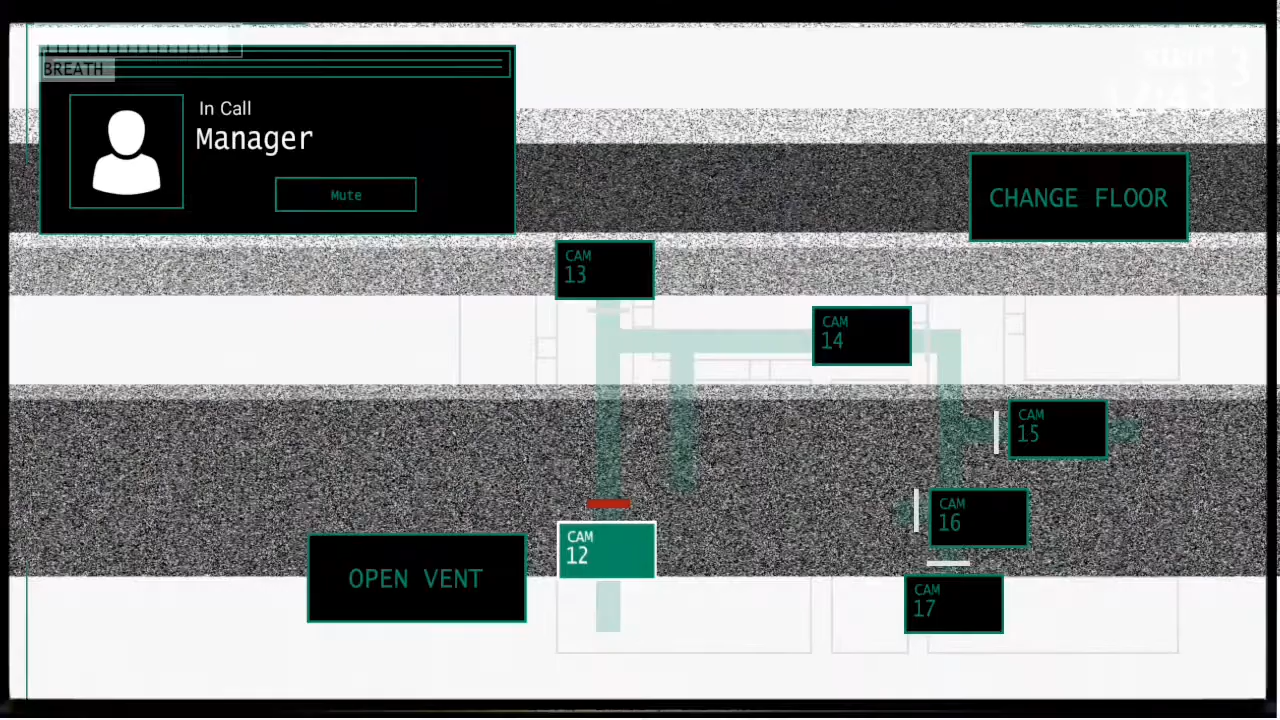 BREATH
In Call
Manager
Mute
CHANGE FLOOR
CAM
13
CAM
14
CAM
15
CAM
16
CAM
12
OPEN VENT
CAM
17